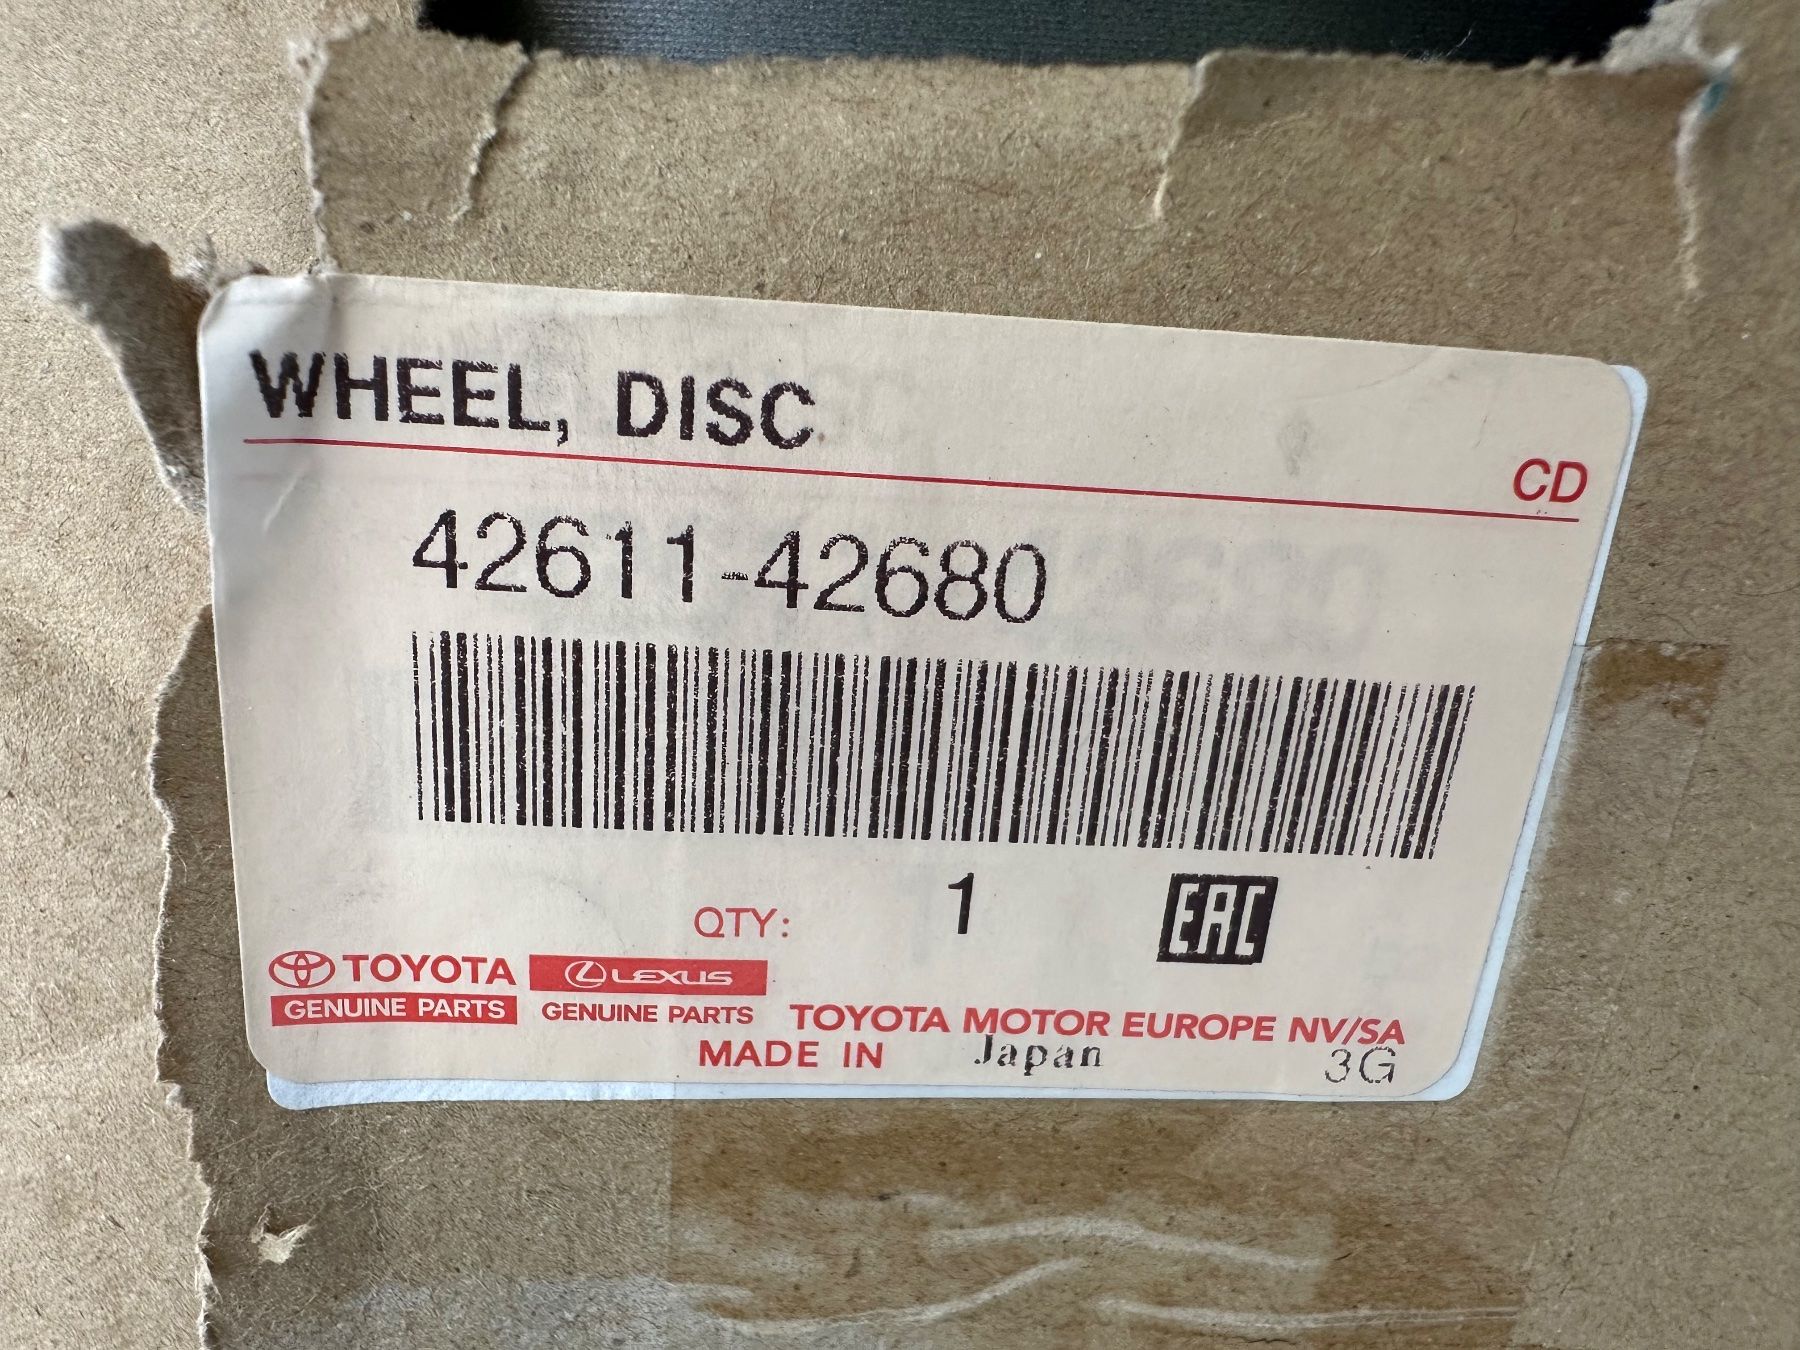 WHEEL, DISC
CD
42611-42680
QTY: 1
EAC
TOYOTA LEXUS
GENUINE PARTS GENUINE PARTS TOYOTA MOTOR EUROPE NV/SA
MADE IN Japan 3G